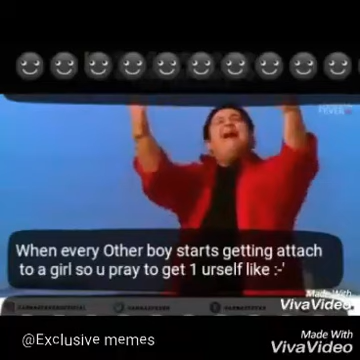 When every Other boy starts getting attach
to a girl so u pray to get 1 urself like :-'
Made With
VivaVideo.
@Exclusive memes
Made With
VivaVideo